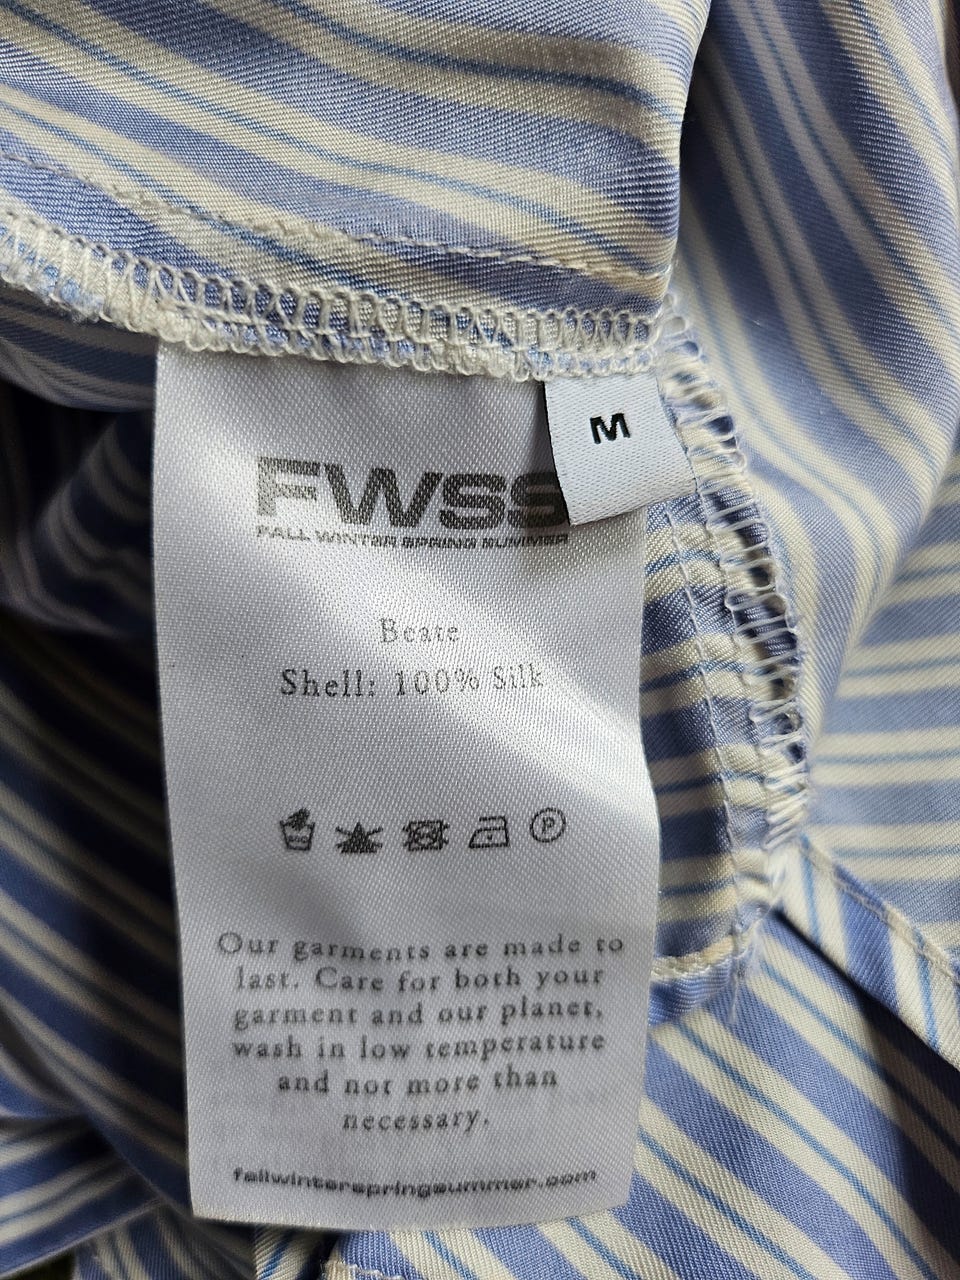 M
FWSS
FALL WINTER SPRING SUMMER
Beate
Shell: 100% Silk
P
Our garments are made to
last. Care for both your
garment and our planet,
wash in low temperature
and not more than
necessary.
fallwinterspringsummer.com